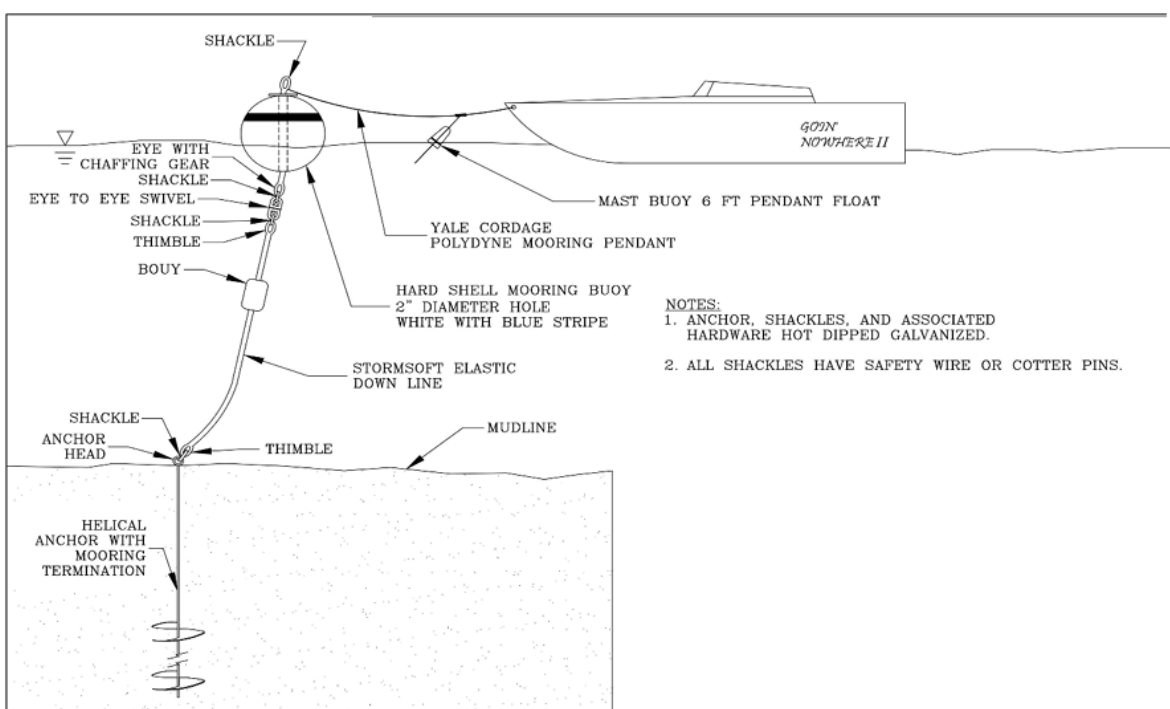 SHACKLE
GOIN'
NOWHERE II
EYE WITH
CHAFFING GEAR
SHACKLE
EYE TO EYE SWIVEL
SHACKLE
THIMBLE
MAST BUOY 6 FT PENDANT FLOAT
YALE CORDAGE
POLYDYNE MOORING PENDANT
BOUY
HARD SHELL MOORING BUOY
2" DIAMETER HOLE
WHITE WITH BLUE STRIPE
NOTES:
1. ANCHOR, SHACKLES, AND ASSOCIATED
HARDWARE HOT DIPPED GALVANIZED.
2. ALL SHACKLES HAVE SAFETY WIRE OR COTTER PINS.
STORMSOFT ELASTIC
DOWN LINE
SHACKLE
ANCHOR
HEAD
THIMBLE
MUDLINE
HELICAL
ANCHOR WITH
MOORING
TERMINATION